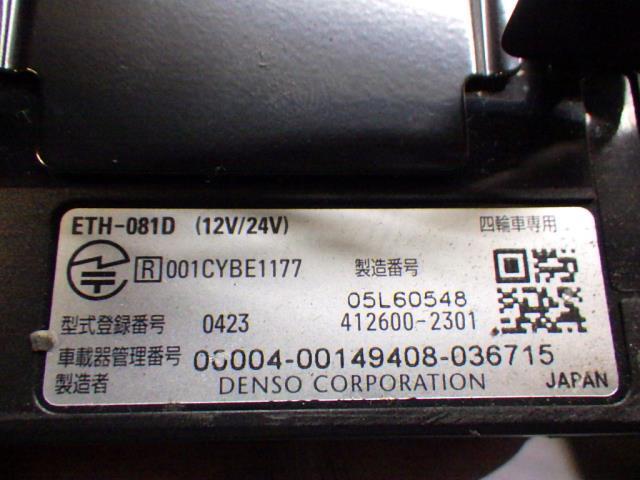 ETH-081D (12V/24V) 四輪車専用
R 001CYBE1177 製造番号
05L60548
型式登録番号 0423 412600-2301
車載器管理番号 00004-00149408-036715
製造者 DENSO CORPORATION JAPAN